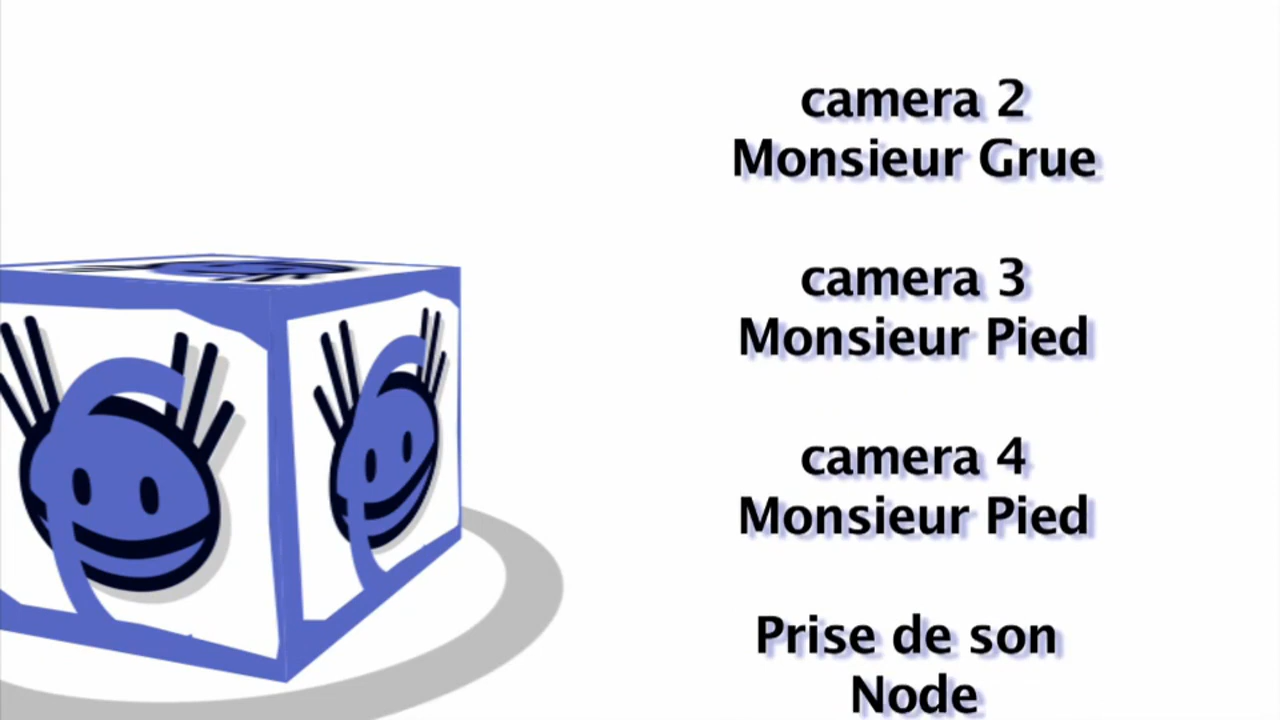 camera 2
Monsieur Grue
camera 3
Monsieur Pied
camera 4
Monsieur Pied
Prise de son
Node